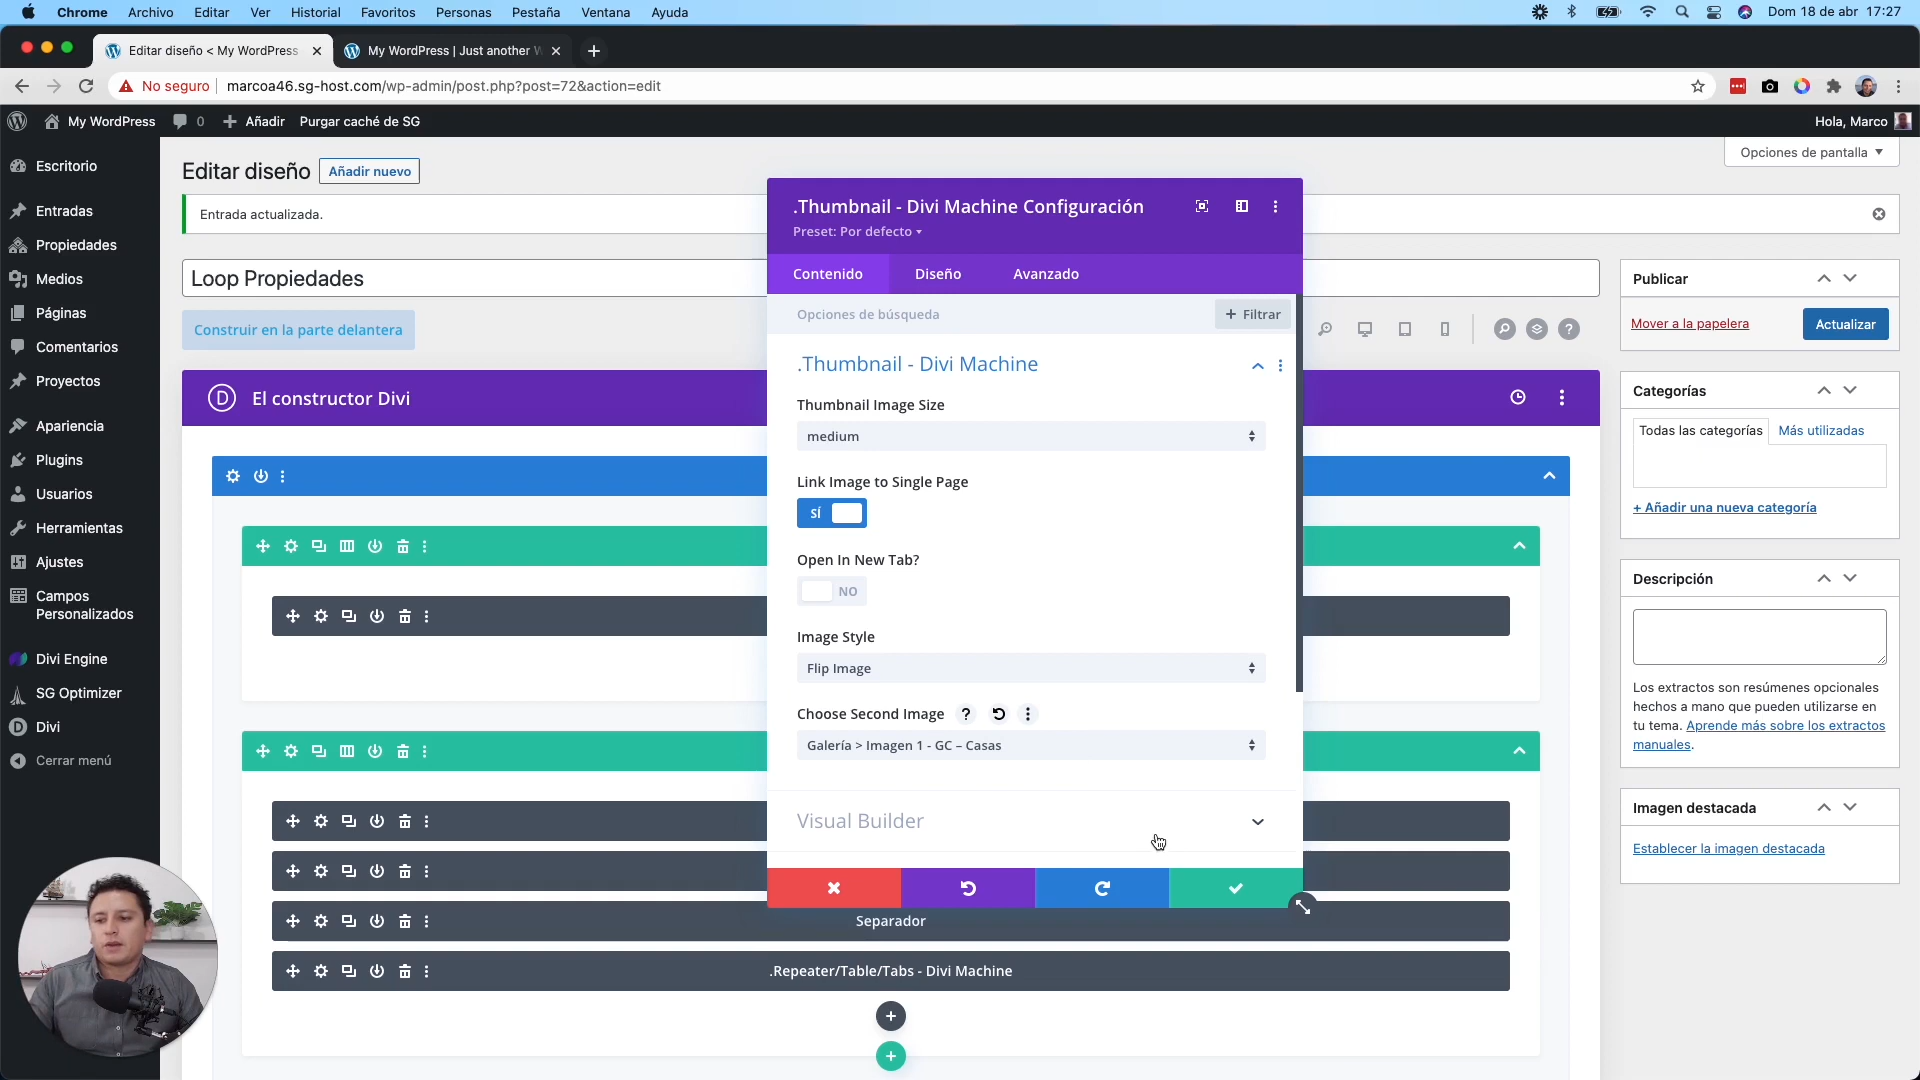 Chrome Archivo Editar Ver Historial Favoritos Personas Pestaña Ventana Ayuda Dom 18 de abr 17:27
Editar diseño < My WordPress My WordPress | Just another W
No seguro marcoa46.sg-host.com/wp-admin/post.php?post=72&action=edit
My WordPress 0 Añadir Purgar caché de SG Hola, Marco
Escritorio
Entradas
Propiedades
Medios
Páginas
Comentarios
Proyectos
Apariencia
Plugins
Usuarios
Herramientas
Ajustes
Campos
Personalizados
Divi Engine
SG Optimizer
Divi
Cerrar menú
Opciones de pantalla
Editar diseño Añadir nuevo
Entrada actualizada.
Loop Propiedades
Construir en la parte delantera
El constructor Divi
.Thumbnail - Divi Machine Configuración
Preset: Por defecto
Contenido Diseño Avanzado
Opciones de búsqueda + Filtrar
.Thumbnail - Divi Machine
Thumbnail Image Size
medium
Link Image to Single Page
SÍ
Open In New Tab?
NO
Image Style
Flip Image
Choose Second Image ?
Galería > Imagen 1 - GC – Casas
Visual Builder
Separador
.Repeater/Table/Tabs - Divi Machine
Publicar
Mover a la papelera Actualizar
Categorías
Todas las categorías Más utilizadas
+ Añadir una nueva categoría
Descripción
Los extractos son resúmenes opcionales
hechos a mano que pueden utilizarse en
tu tema. Aprende más sobre los extractos
manuales.
Imagen destacada
Establecer la imagen destacada